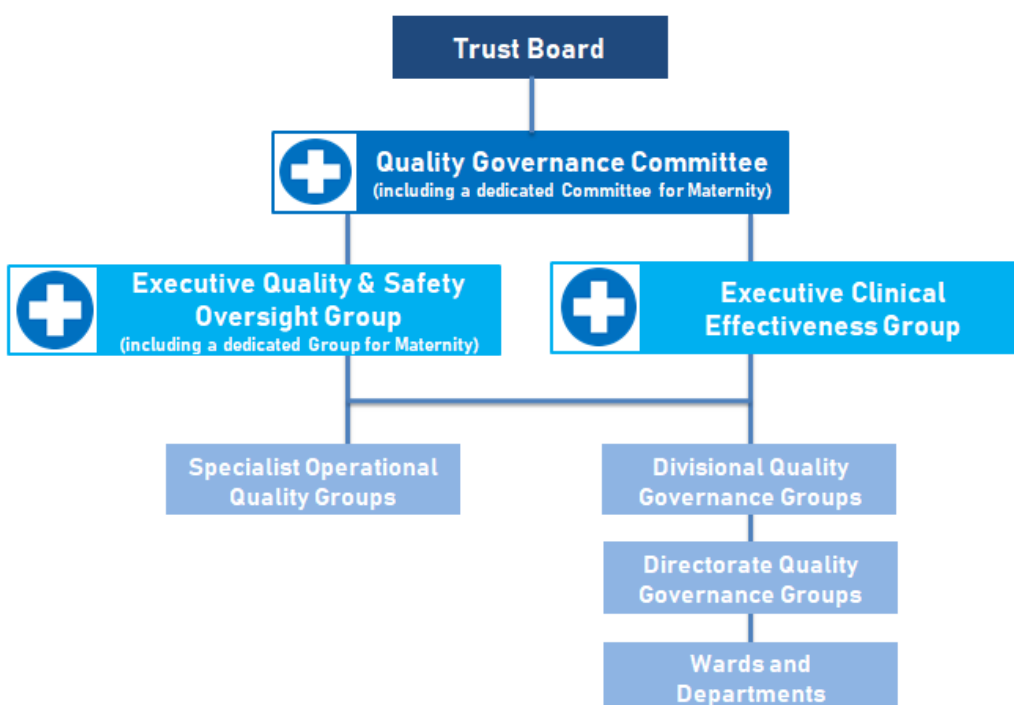 Trust Board
Quality Governance Committee
(including a dedicated Committee for Maternity)
Executive Quality & Safety
Oversight Group
(including a dedicated Group for Maternity)
Executive Clinical
Effectiveness Group
Specialist Operational
Quality Groups
Divisional Quality
Governance Groups
Directorate Quality
Governance Groups
Wards and
Departments